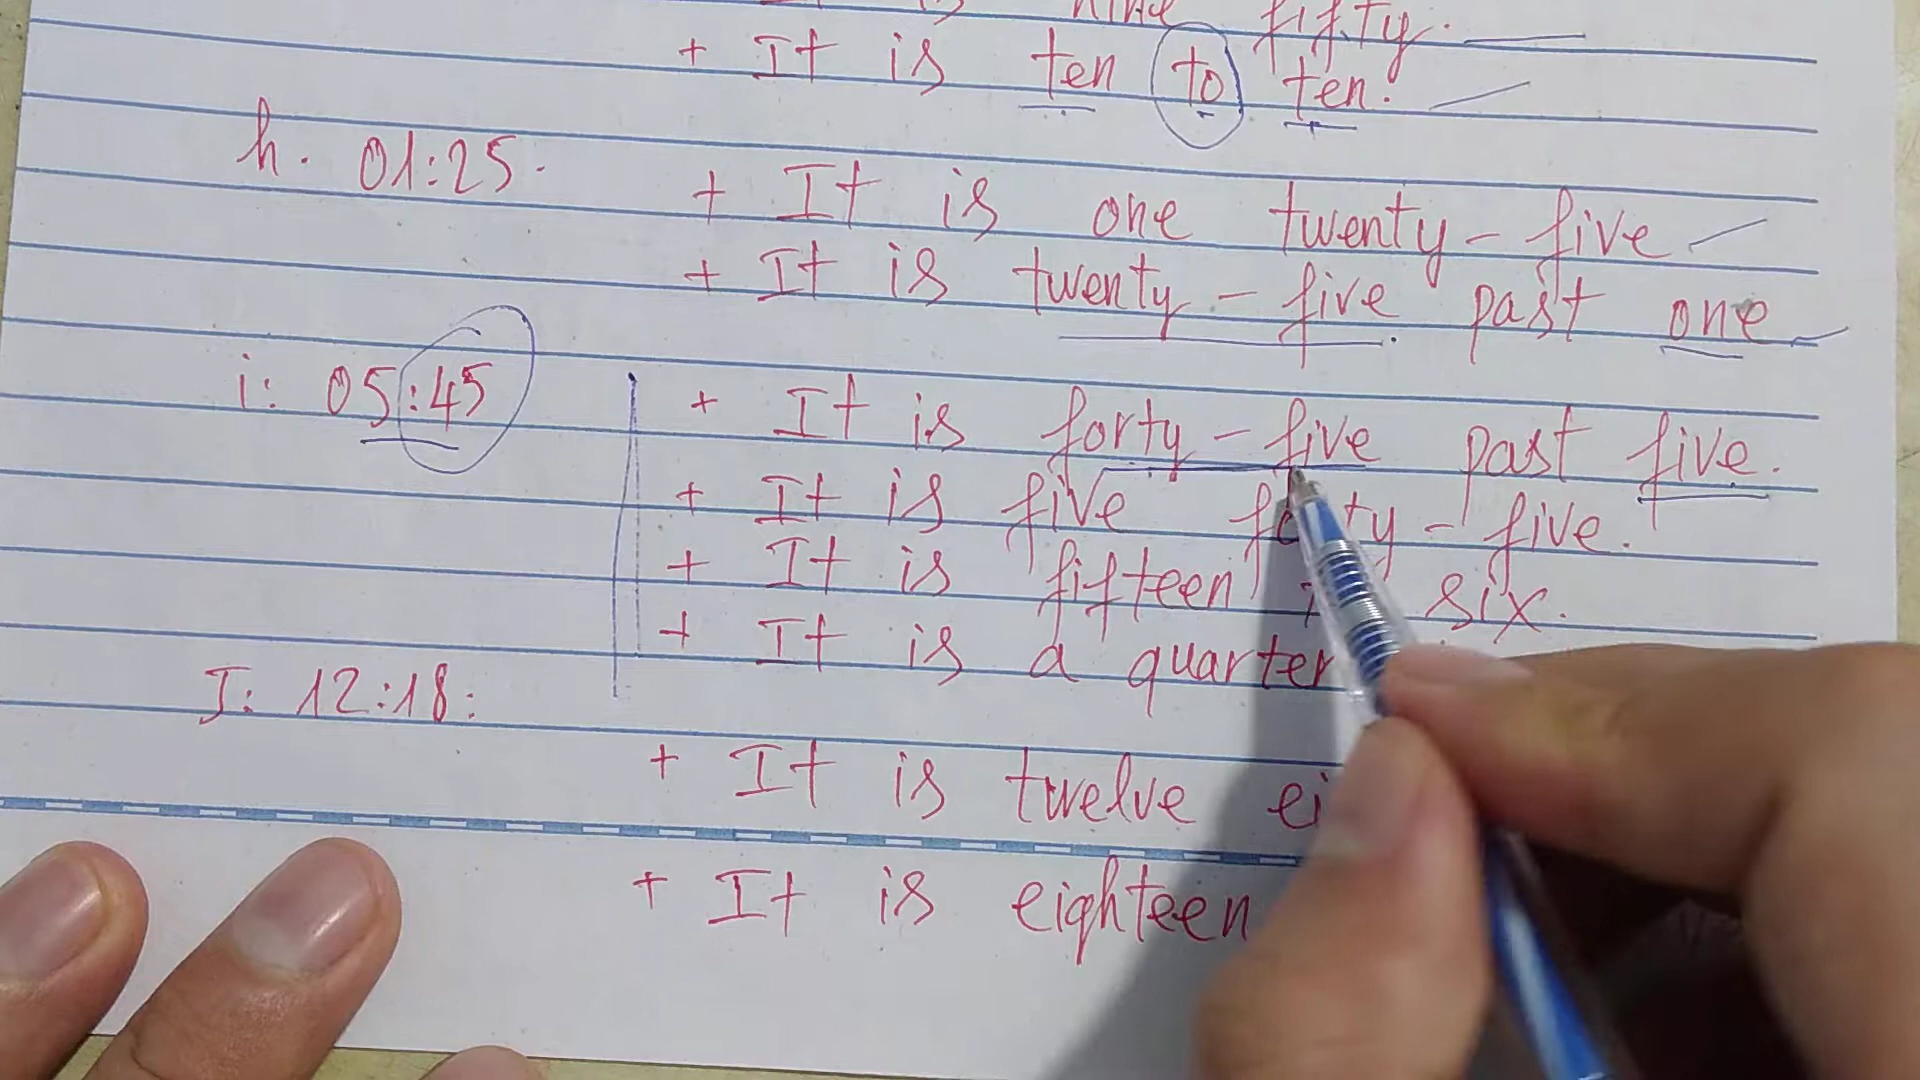 fifty.
+ It is ten to ten.
h. 01:25.
+ It is one twenty-five
+ It is twenty-five past one
i: 05:45
+ It is forty-five past five.
+ It is five forty-five.
+ It is fifteen six.
+ It is a quarter
J: 12:18:
+ It is twelve
+ It is eighteen